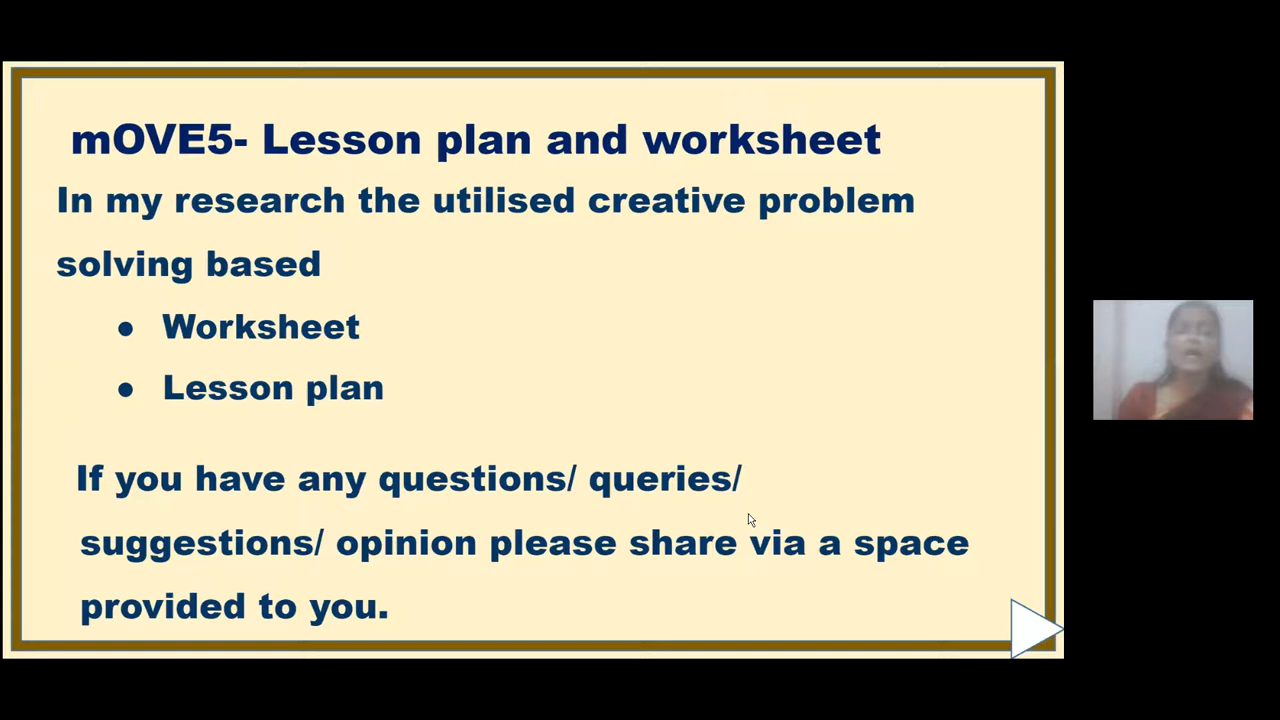 mOVE5- Lesson plan and worksheet
In my research the utilised creative problem
solving based
● Worksheet
● Lesson plan
If you have any questions/ queries/
suggestions/ opinion please share via a space
provided to you.